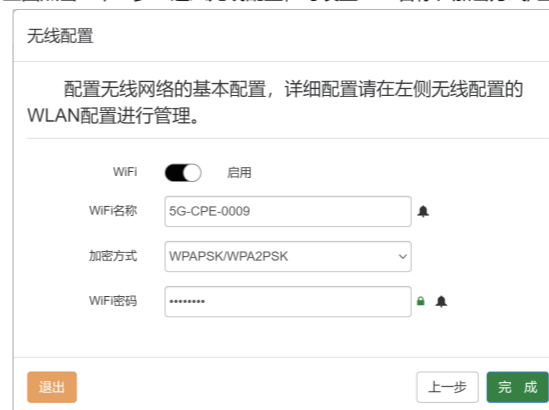 无线配置
配置无线网络的基本配置，详细配置请在左侧无线配置的
WLAN配置进行管理。
WiFi 启用
WiFi名称 5G-CPE-0009
加密方式 WPAPSK/WPA2PSK
WiFi密码 ••••••••
退出 上一步 完 成